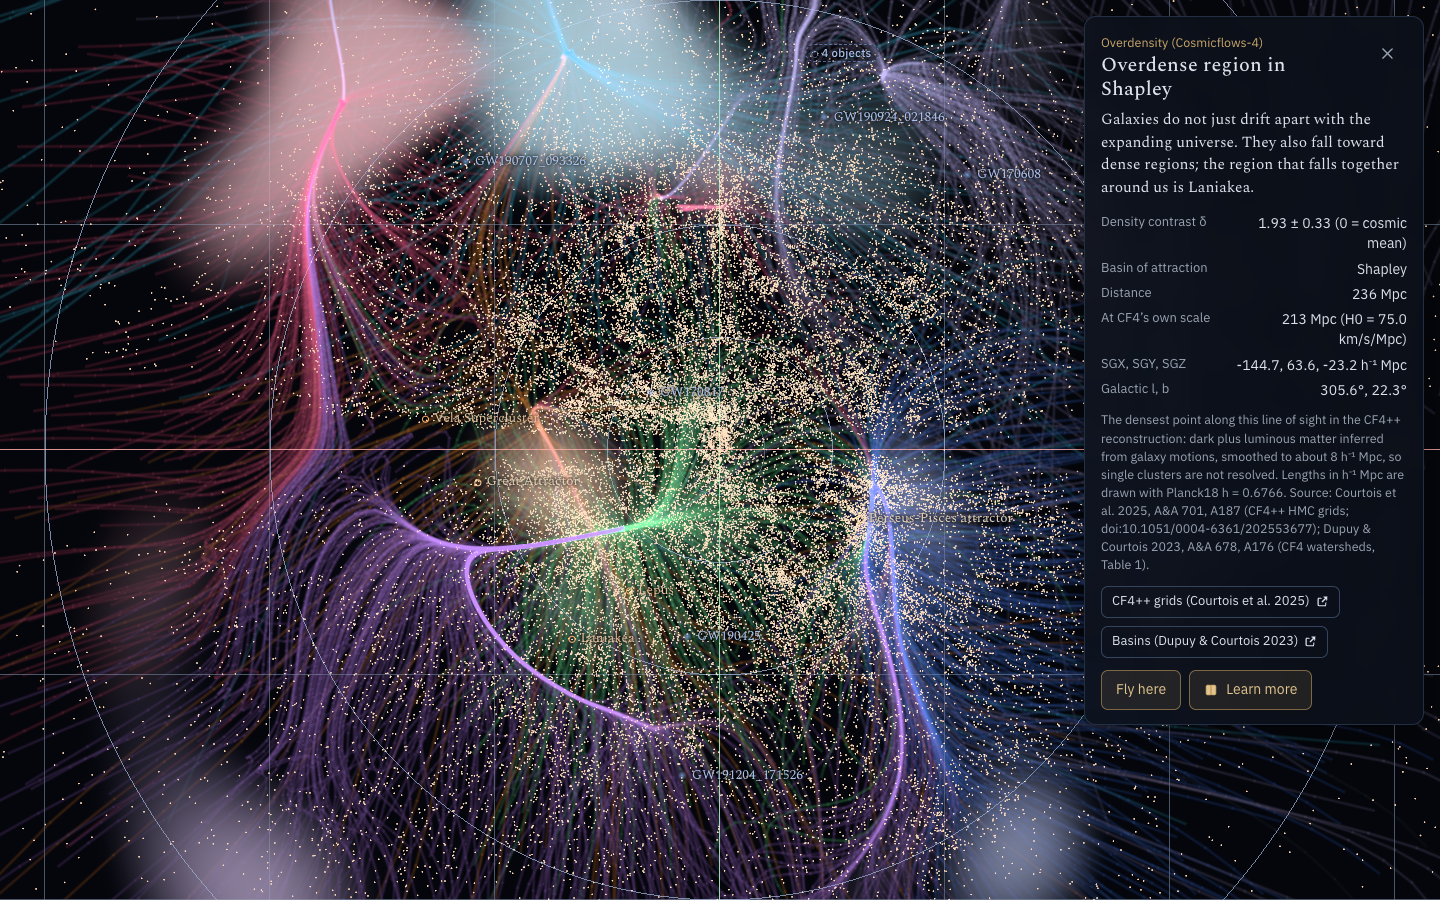 4 objects
GW190924_021846
GW190707_093326
GW170608
Vela Supercluster
Great Attractor
Perseus-Pisces attractor
Laniakea
GW190425
GW191204_171526
Overdensity (Cosmicflows-4)
Overdense region in
Shapley
Galaxies do not just drift apart with the
expanding universe. They also fall toward
dense regions; the region that falls together
around us is Laniakea.
Density contrast δ 1.93 ± 0.33 (0 = cosmic
mean)
Basin of attraction Shapley
Distance 236 Mpc
At CF4’s own scale 213 Mpc (H0 = 75.0
km/s/Mpc)
SGX, SGY, SGZ -144.7, 63.6, -23.2 h⁻¹ Mpc
Galactic l, b 305.6°, 22.3°
The densest point along this line of sight in the CF4++
reconstruction: dark plus luminous matter inferred
from galaxy motions, smoothed to about 8 h⁻¹ Mpc, so
single clusters are not resolved. Lengths in h⁻¹ Mpc are
drawn with Planck18 h = 0.6766. Source: Courtois et
al. 2025, A&A 701, A187 (CF4++ HMC grids;
doi:10.1051/0004-6361/202553677); Dupuy &
Courtois 2023, A&A 678, A176 (CF4 watersheds,
Table 1).
CF4++ grids (Courtois et al. 2025)
Basins (Dupuy & Courtois 2023)
Fly here
Learn more